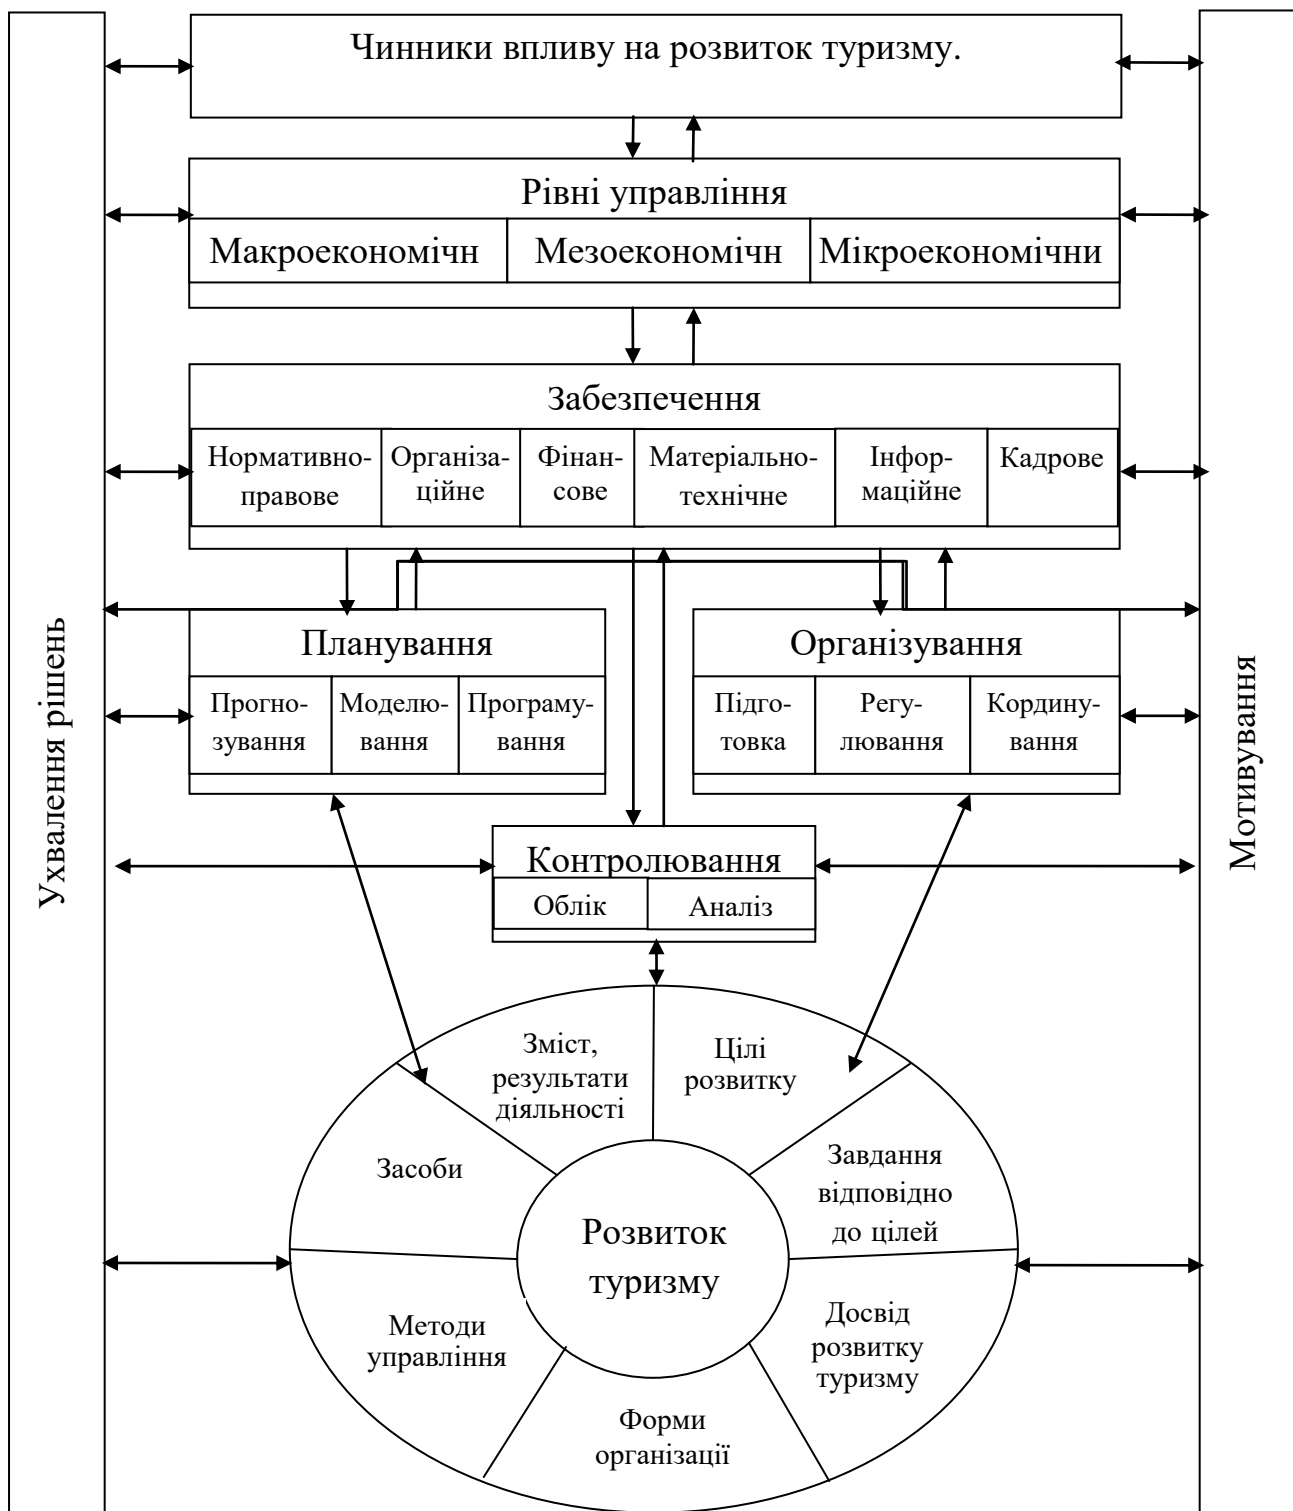 Чинники впливу на розвиток туризму.
Рівні управління
Макроекономічн
Мезоекономічн
Мікроекономічни
Забезпечення
Нормативно-
правове
Організа-
ційне
Фінан-
сове
Матеріально-
технічне
Інфор-
маційне
Кадрове
Планування
Прогно-
зування
Моделю-
вання
Програму-
вання
Організування
Підго-
товка
Регу-
лювання
Кордину-
вання
Контролювання
Облік
Аналіз
Ухвалення рішень
Мотивування
Зміст,
результати
діяльності
Цілі
розвитку
Засоби
Завдання
відповідно
до цілей
Розвиток
туризму
Методи
управління
Досвід
розвитку
туризму
Форми
організації